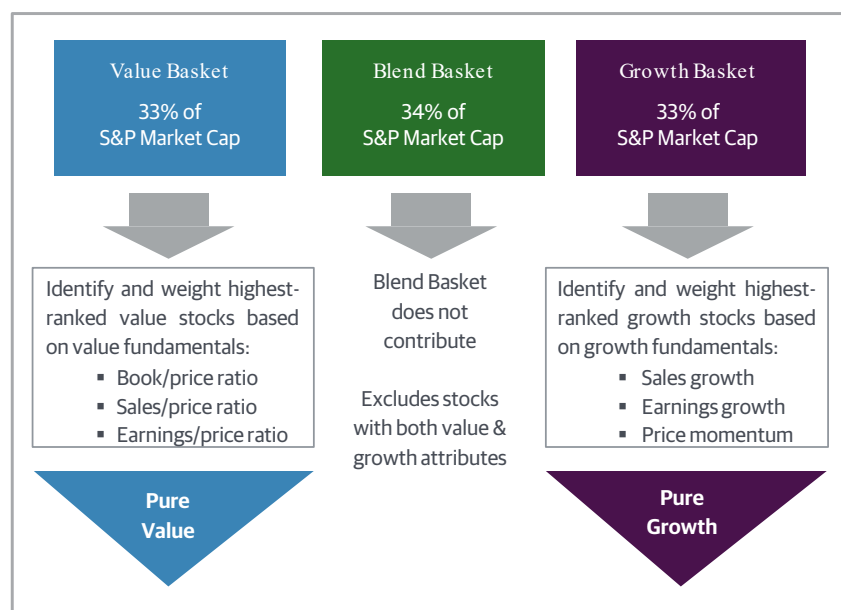 Value Basket
33% of
S&P Market Cap
Blend Basket
34% of
S&P Market Cap
Growth Basket
33% of
S&P Market Cap
Identify and weight highest-
ranked value stocks based
on value fundamentals:
▪ Book/price ratio
▪ Sales/price ratio
▪ Earnings/price ratio
Blend Basket
does not
contribute
Excludes stocks
with both value &
growth attributes
Identify and weight highest-
ranked growth stocks based
on growth fundamentals:
▪ Sales growth
▪ Earnings growth
▪ Price momentum
Pure
Value
Pure
Growth